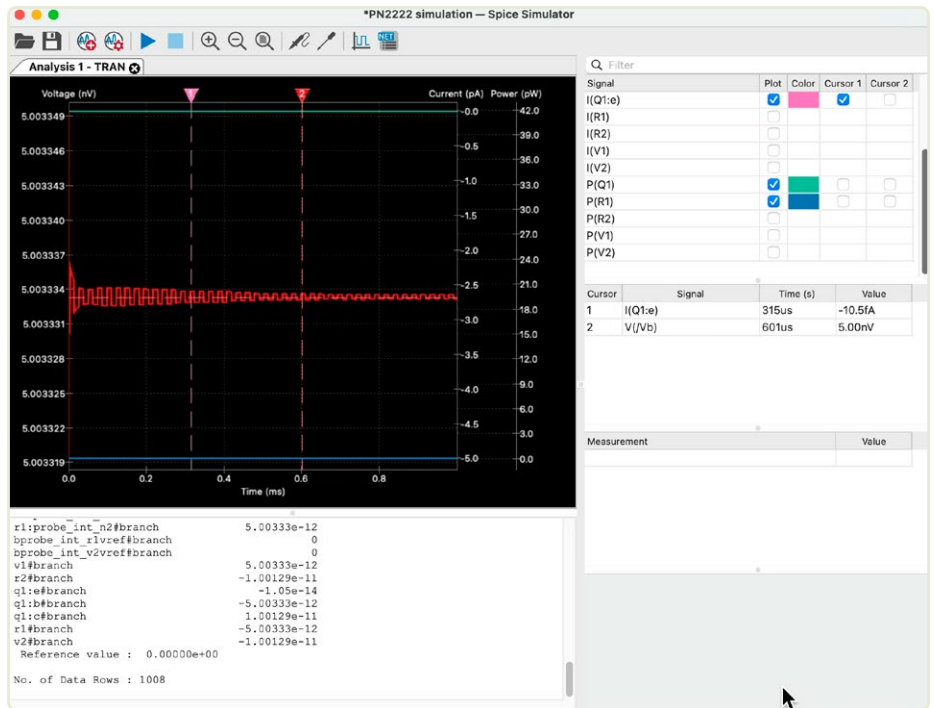 *PN2222 simulation — Spice Simulator
NET
Analysis 1 - TRAN
Filter
Signal Plot Color Cursor 1 Cursor 2
I(Q1:e)
I(R1)
I(R2)
I(V1)
I(V2)
P(Q1)
P(R1)
P(R2)
P(V1)
P(V2)
Voltage (nV) 1 2 Current (pA) Power (pW)
5.003349
5.003346
5.003343
5.003340
5.003337
5.003334
5.003331
5.003328
5.003325
5.003322
5.003319
-0.0
-0.5
-1.0
-1.5
-2.0
-2.5
-3.0
-3.5
-4.0
-4.5
-5.0
42.0
39.0
36.0
33.0
30.0
27.0
24.0
21.0
18.0
15.0
12.0
9.0
6.0
3.0
0.0
0.0 0.2 0.4 0.6 0.8
Time (ms)
Cursor Signal Time (s) Value
1 I(Q1:e) 315us -10.5fA
2 V(/Vb) 601us 5.00nV
Measurement Value
r1:probe_int_n2#branch 5.00333e-12
bprobe_int_r1vref#branch 0
bprobe_int_v2vref#branch 0
v1#branch 5.00333e-12
r2#branch -1.00129e-11
q1:e#branch -1.05e-14
q1:b#branch -5.00333e-12
q1:c#branch 1.00129e-11
r1#branch -5.00333e-12
v2#branch -1.00129e-11
Reference value : 0.00000e+00
No. of Data Rows : 1008